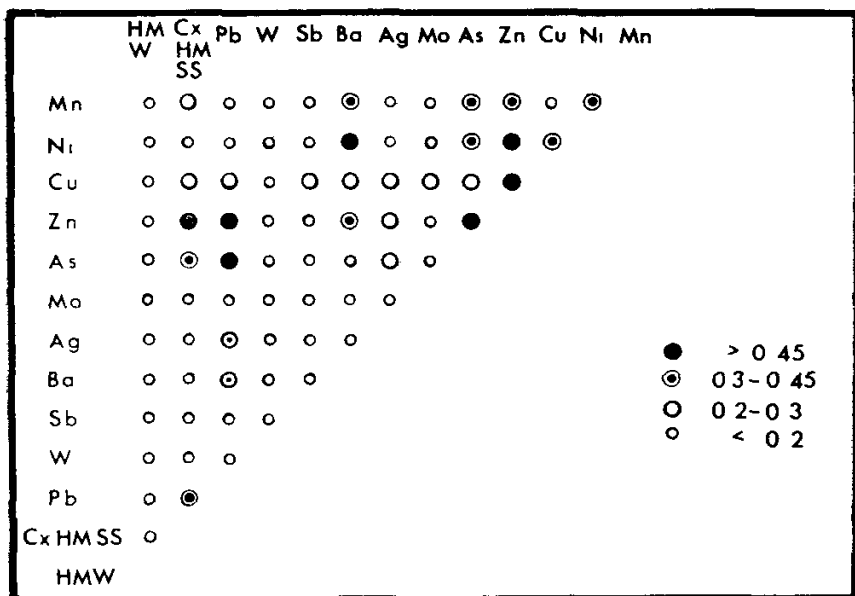 HM Cx Pb W Sb Ba Ag Mo As Zn Cu Ni Mn
W HM
SS
Mn
Ni
Cu
Zn
As
Mo
Ag > 0 45
Ba 0 3-0 45
Sb 0 2-0 3
W < 0 2
Pb
Cx HM SS
HMW